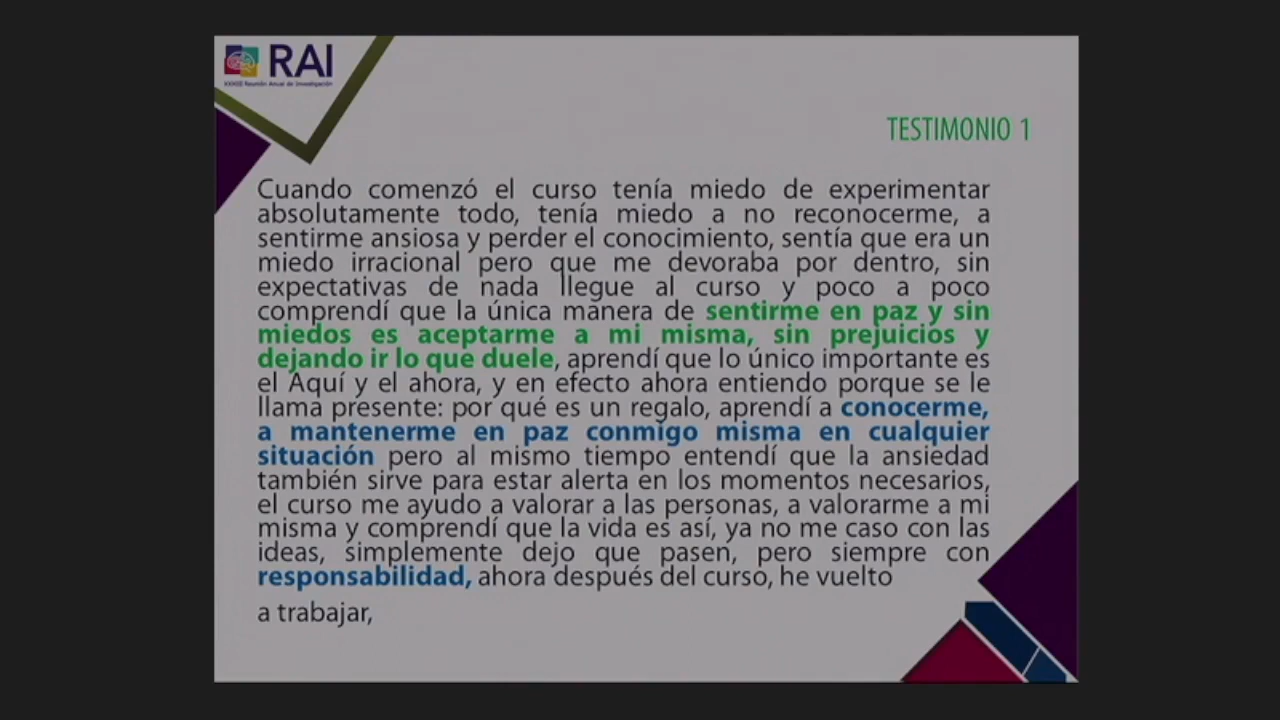 RAI
XXXIII Reunión Anual de Investigación
TESTIMONIO 1
Cuando comenzó el curso tenía miedo de experimentar
absolutamente todo, tenía miedo a no reconocerme, a
sentirme ansiosa y perder el conocimiento, sentía que era un
miedo irracional pero que me devoraba por dentro, sin
expectativas de nada llegue al curso y poco a poco
comprendí que la única manera de sentirme en paz y sin
miedos es aceptarme a mi misma, sin prejuicios y
dejando ir lo que duele, aprendí que lo único importante es
el Aquí y el ahora, y en efecto ahora entiendo porque se le
llama presente: por qué es un regalo, aprendí a conocerme,
a mantenerme en paz conmigo misma en cualquier
situación pero al mismo tiempo entendí que la ansiedad
también sirve para estar alerta en los momentos necesarios,
el curso me ayudo a valorar a las personas, a valorarme a mí
misma y comprendí que la vida es así, ya no me caso con las
ideas, simplemente dejo que pasen, pero siempre con
responsabilidad, ahora después del curso, he vuelto
a trabajar,